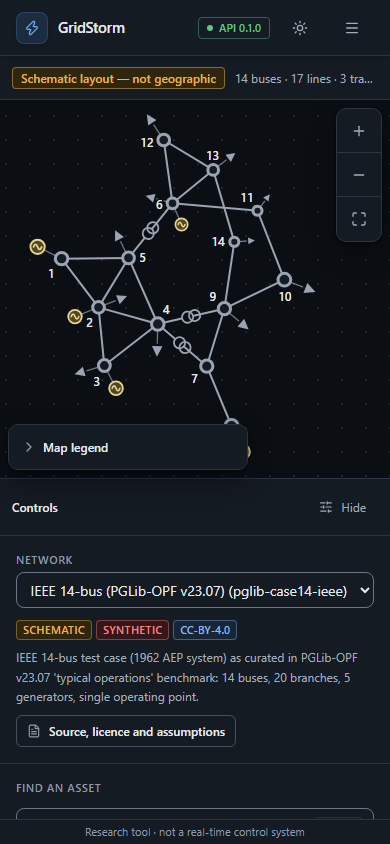 GridStorm
API 0.1.0
Schematic layout — not geographic
14 buses · 17 lines · 3 tra...
12
13
6
11
14
5
1
10
9
4
2
3
7
Map legend
Controls
Hide
NETWORK
IEEE 14-bus (PGLib-OPF v23.07) (pglib-case14-ieee)
SCHEMATIC
SYNTHETIC
CC-BY-4.0
IEEE 14-bus test case (1962 AEP system) as curated in PGLib-OPF
v23.07 'typical operations' benchmark: 14 buses, 20 branches, 5
generators, single operating point.
Source, licence and assumptions
FIND AN ASSET
Research tool · not a real-time control system